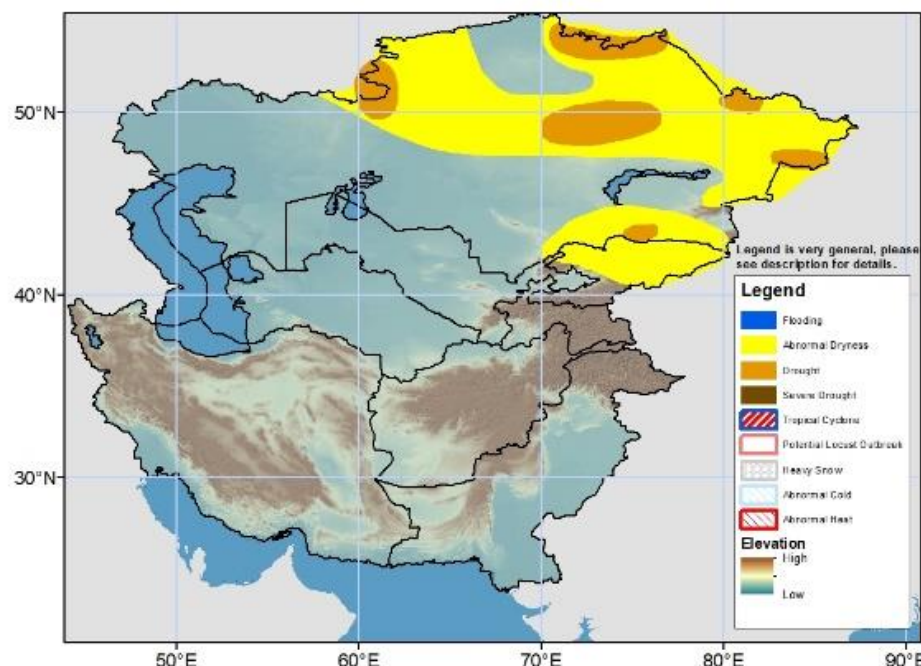 50°N
40°N
30°N
50°E
60°E
70°E
80°E
90°E
Legend is very general, please
see description for details.
Legend
Flooding
Abnormal Dryness
Drought
Severe Drought
Tropical Cyclone
Potential Locust Outbreak
Heavy Snow
Abnormal Cold
Abnormal Heat
Elevation
High
Low